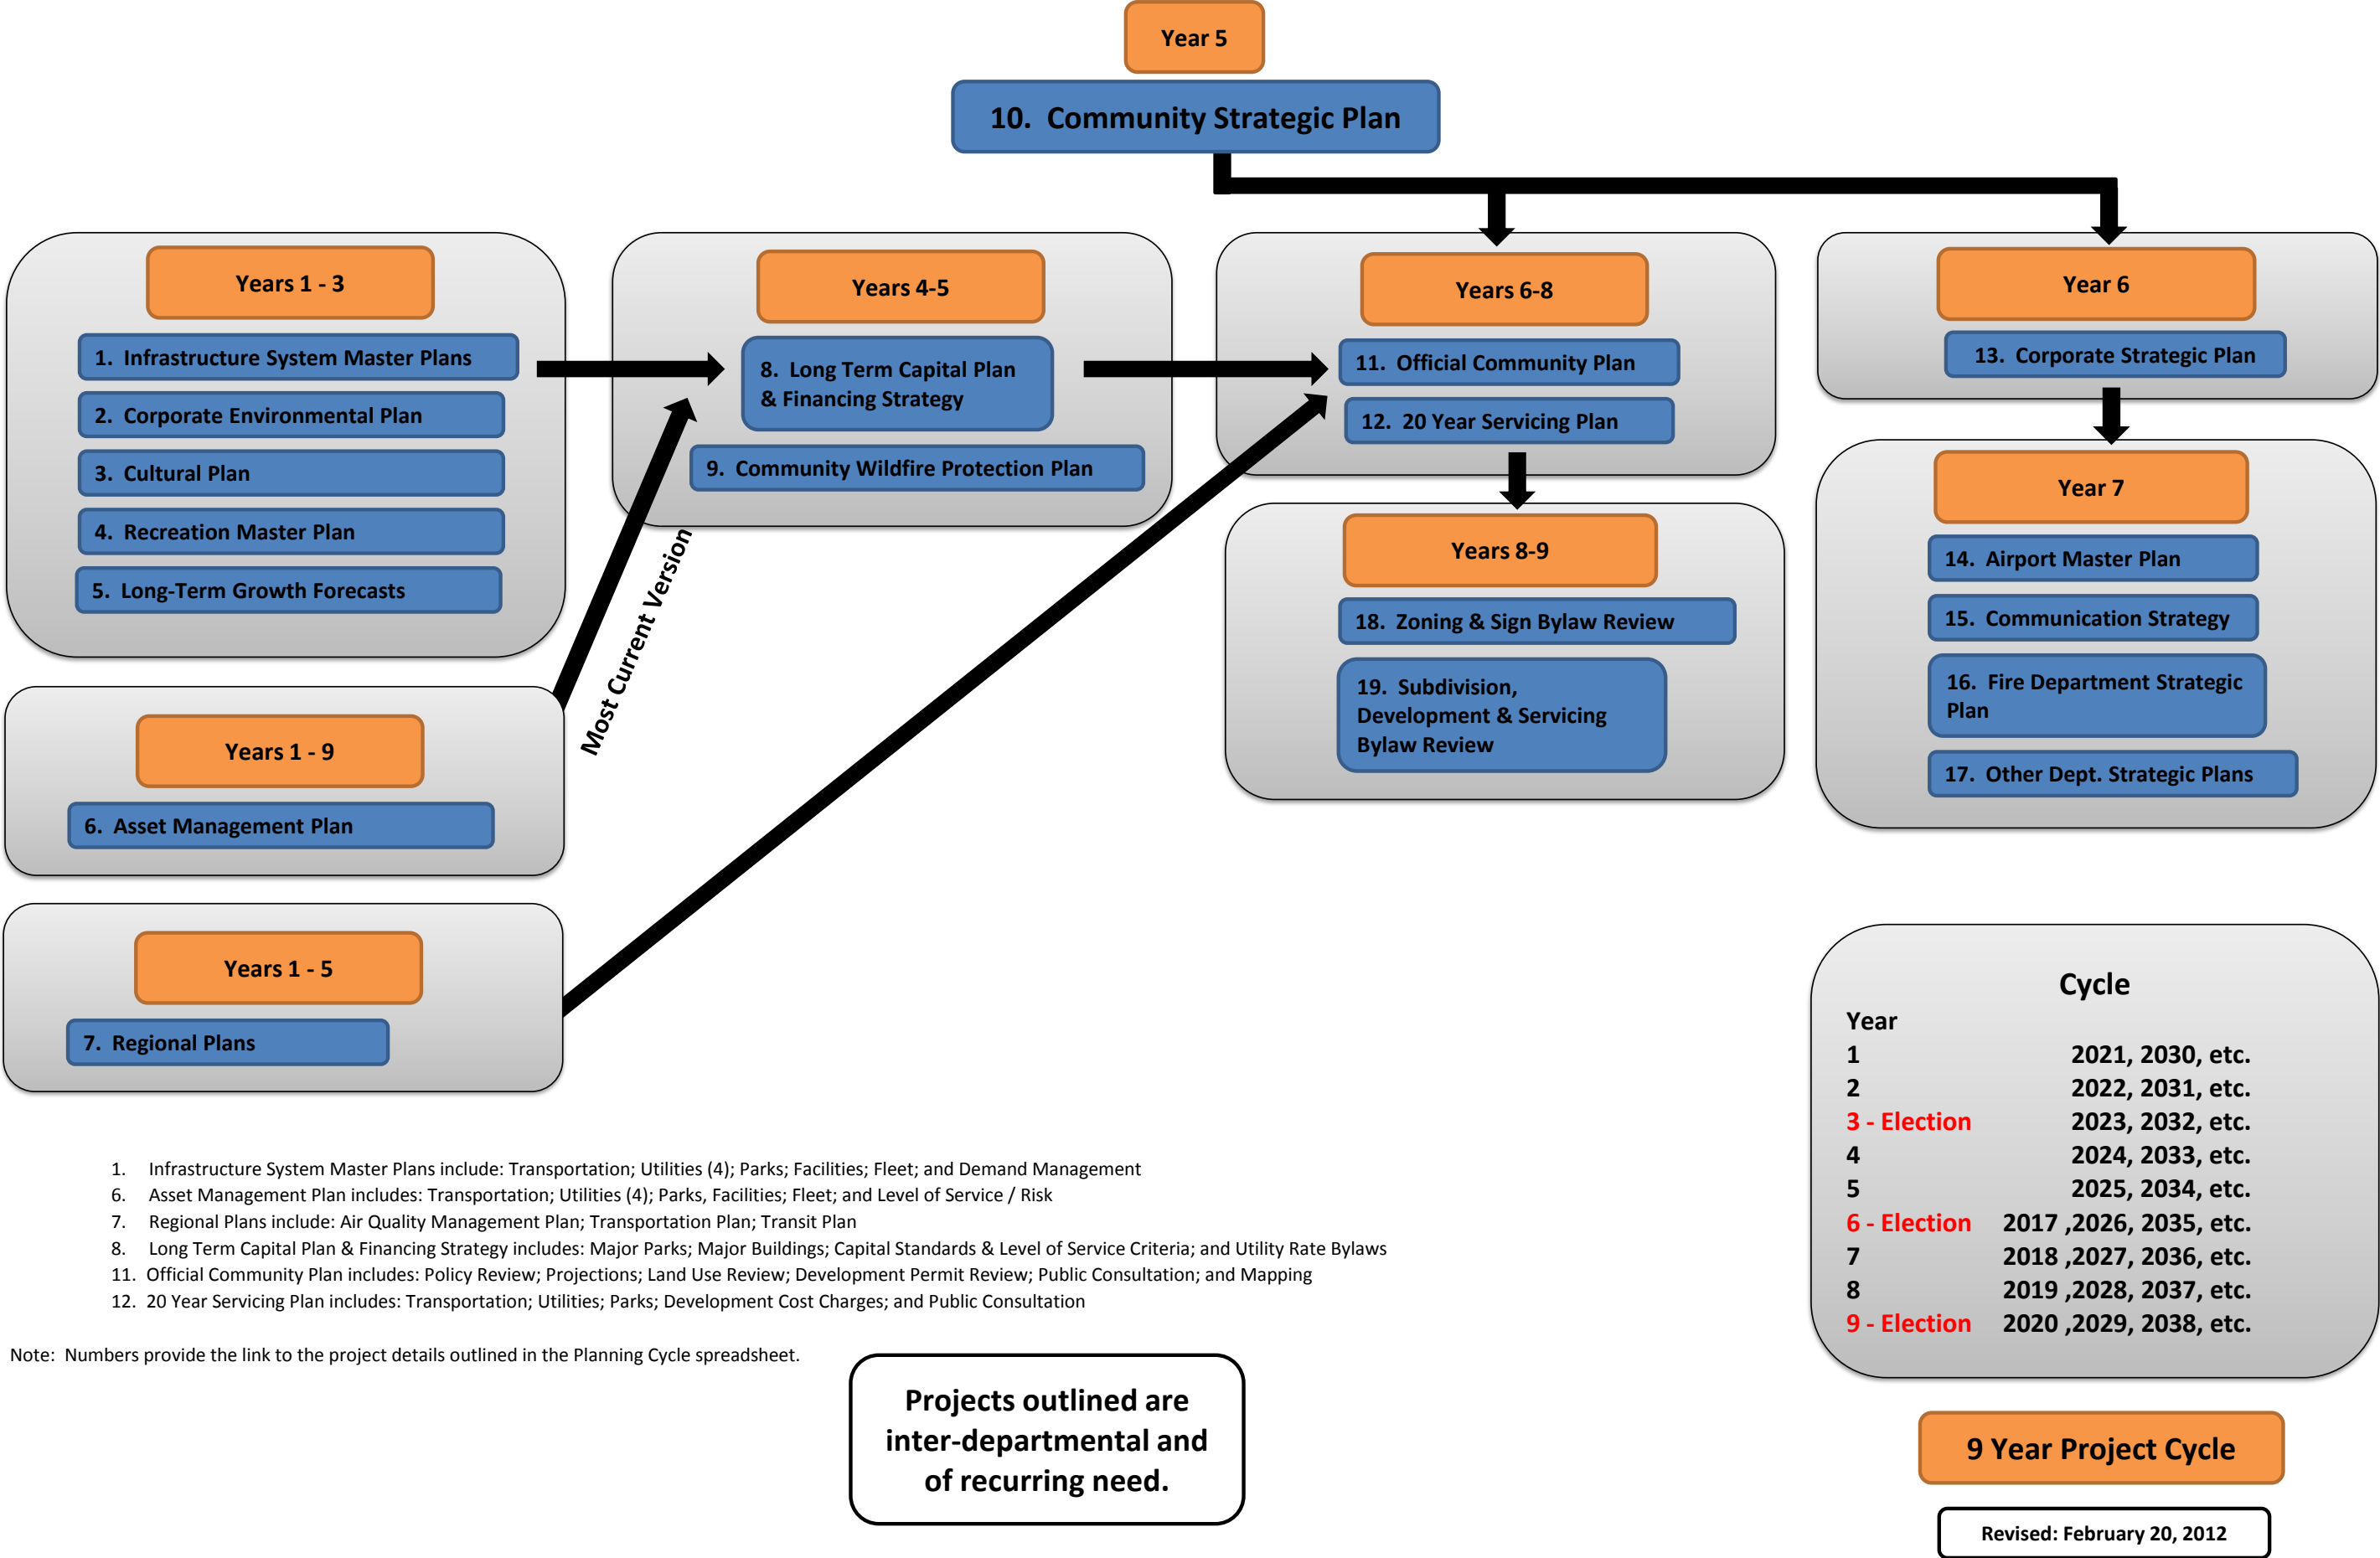 Year 5
10. Community Strategic Plan
Years 1 - 3
1. Infrastructure System Master Plans
2. Corporate Environmental Plan
3. Cultural Plan
4. Recreation Master Plan
5. Long-Term Growth Forecasts
Years 1 - 9
6. Asset Management Plan
Years 1 - 5
7. Regional Plans
Most Current Version
Years 4-5
8. Long Term Capital Plan
& Financing Strategy
9. Community Wildfire Protection Plan
Years 6-8
11. Official Community Plan
12. 20 Year Servicing Plan
Years 8-9
18. Zoning & Sign Bylaw Review
19. Subdivision,
Development & Servicing
Bylaw Review
Year 6
13. Corporate Strategic Plan
Year 7
14. Airport Master Plan
15. Communication Strategy
16. Fire Department Strategic
Plan
17. Other Dept. Strategic Plans
Cycle
Year
1 2021, 2030, etc.
2 2022, 2031, etc.
3 - Election 2023, 2032, etc.
4 2024, 2033, etc.
5 2025, 2034, etc.
6 - Election 2017 ,2026, 2035, etc.
7 2018 ,2027, 2036, etc.
8 2019 ,2028, 2037, etc.
9 - Election 2020 ,2029, 2038, etc.
1. Infrastructure System Master Plans include: Transportation; Utilities (4); Parks; Facilities; Fleet; and Demand Management
6. Asset Management Plan includes: Transportation; Utilities (4); Parks, Facilities; Fleet; and Level of Service / Risk
7. Regional Plans include: Air Quality Management Plan; Transportation Plan; Transit Plan
8. Long Term Capital Plan & Financing Strategy includes: Major Parks; Major Buildings; Capital Standards & Level of Service Criteria; and Utility Rate Bylaws
11. Official Community Plan includes: Policy Review; Projections; Land Use Review; Development Permit Review; Public Consultation; and Mapping
12. 20 Year Servicing Plan includes: Transportation; Utilities; Parks; Development Cost Charges; and Public Consultation
Note: Numbers provide the link to the project details outlined in the Planning Cycle spreadsheet.
Projects outlined are
inter-departmental and
of recurring need.
9 Year Project Cycle
Revised: February 20, 2012